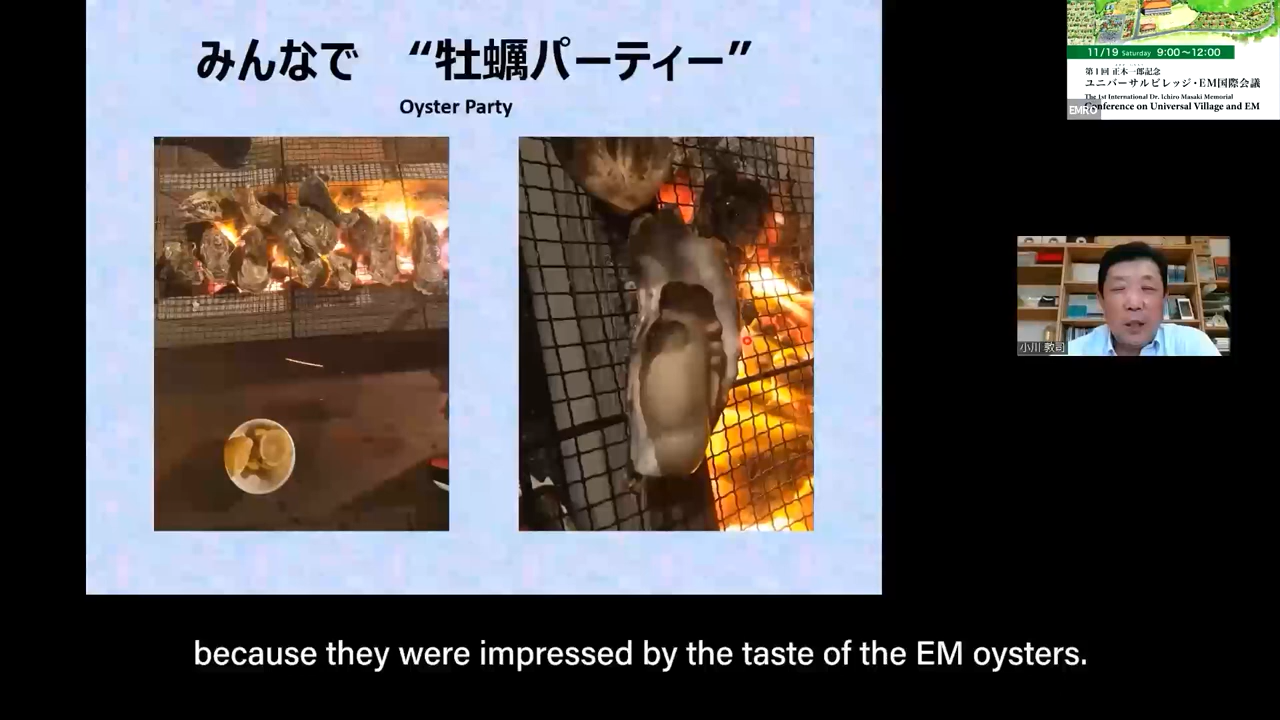 みんなで “牡蠣パーティー”
Oyster Party
11/19 Saturday 9:00～12:00
第1回 正木一郎記念
ユニバーサルビレッジ・EM国際会議
The 1st International Dr. Ichiro Masaki Memorial
Conference on Universal Village and EM
EMRO
小川 敦司
because they were impressed by the taste of the EM oysters.